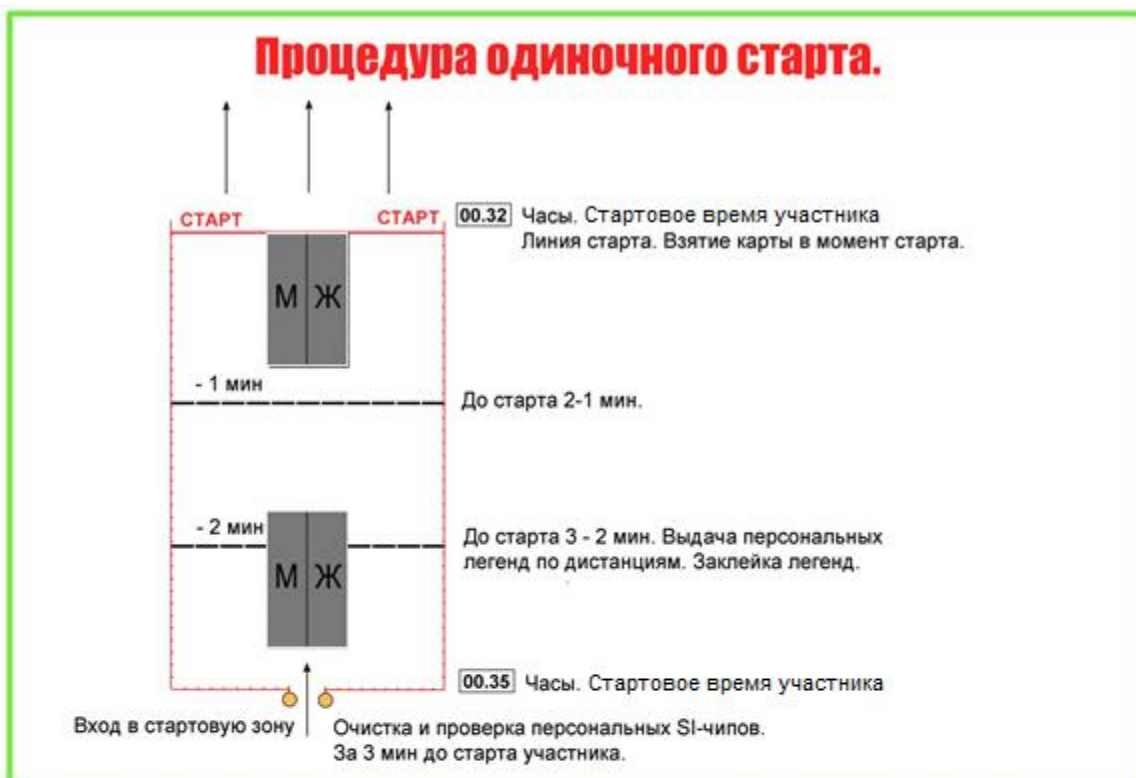 Процедура одиночного старта.
СТАРТ СТАРТ 00.32 Часы. Стартовое время участника
Линия старта. Взятие карты в момент старта.
М Ж
- 1 мин
До старта 2-1 мин.
- 2 мин
До старта 3 - 2 мин. Выдача персональных
легенд по дистанциям. Заклейка легенд.
М Ж
00.35 Часы. Стартовое время участника
Вход в стартовую зону
Очистка и проверка персональных SI-чипов.
За 3 мин до старта участника.